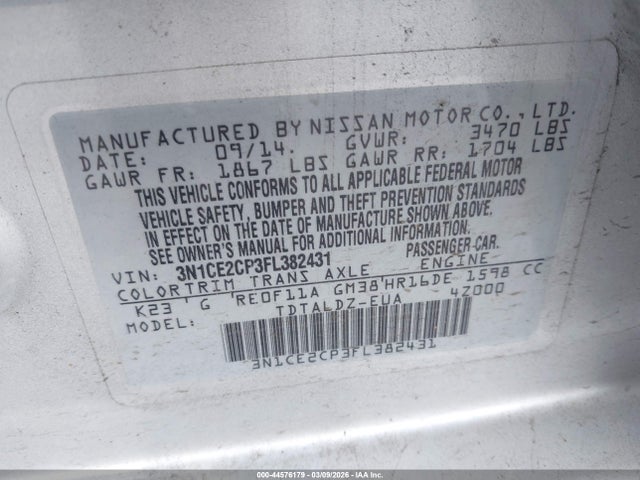 MANUFACTURED BY NISSAN MOTOR CO., LTD.
DATE: 09/14. GVWR: 3470 LBS
GAWR FR: 1867 LBS GAWR RR: 1704 LBS
THIS VEHICLE CONFORMS TO ALL APPLICABLE FEDERAL MOTOR
VEHICLE SAFETY, BUMPER AND THEFT PREVENTION STANDARDS
IN EFFECT ON THE DATE OF MANUFACTURE SHOWN ABOVE.
SEE OWNER'S MANUAL FOR ADDITIONAL INFORMATION.
VIN: 3N1CE2CP3FL382431 PASSENGER-CAR.
COLOR TRIM TRANS AXLE ENGINE
K23 G 'RE0F11A GM38'HR16DE 1598 CC
MODEL: TDTALDZ-EUA 42000
3N1CE2CP3FL382431
000-44576179 - 03/09/2026 - IAA Inc.